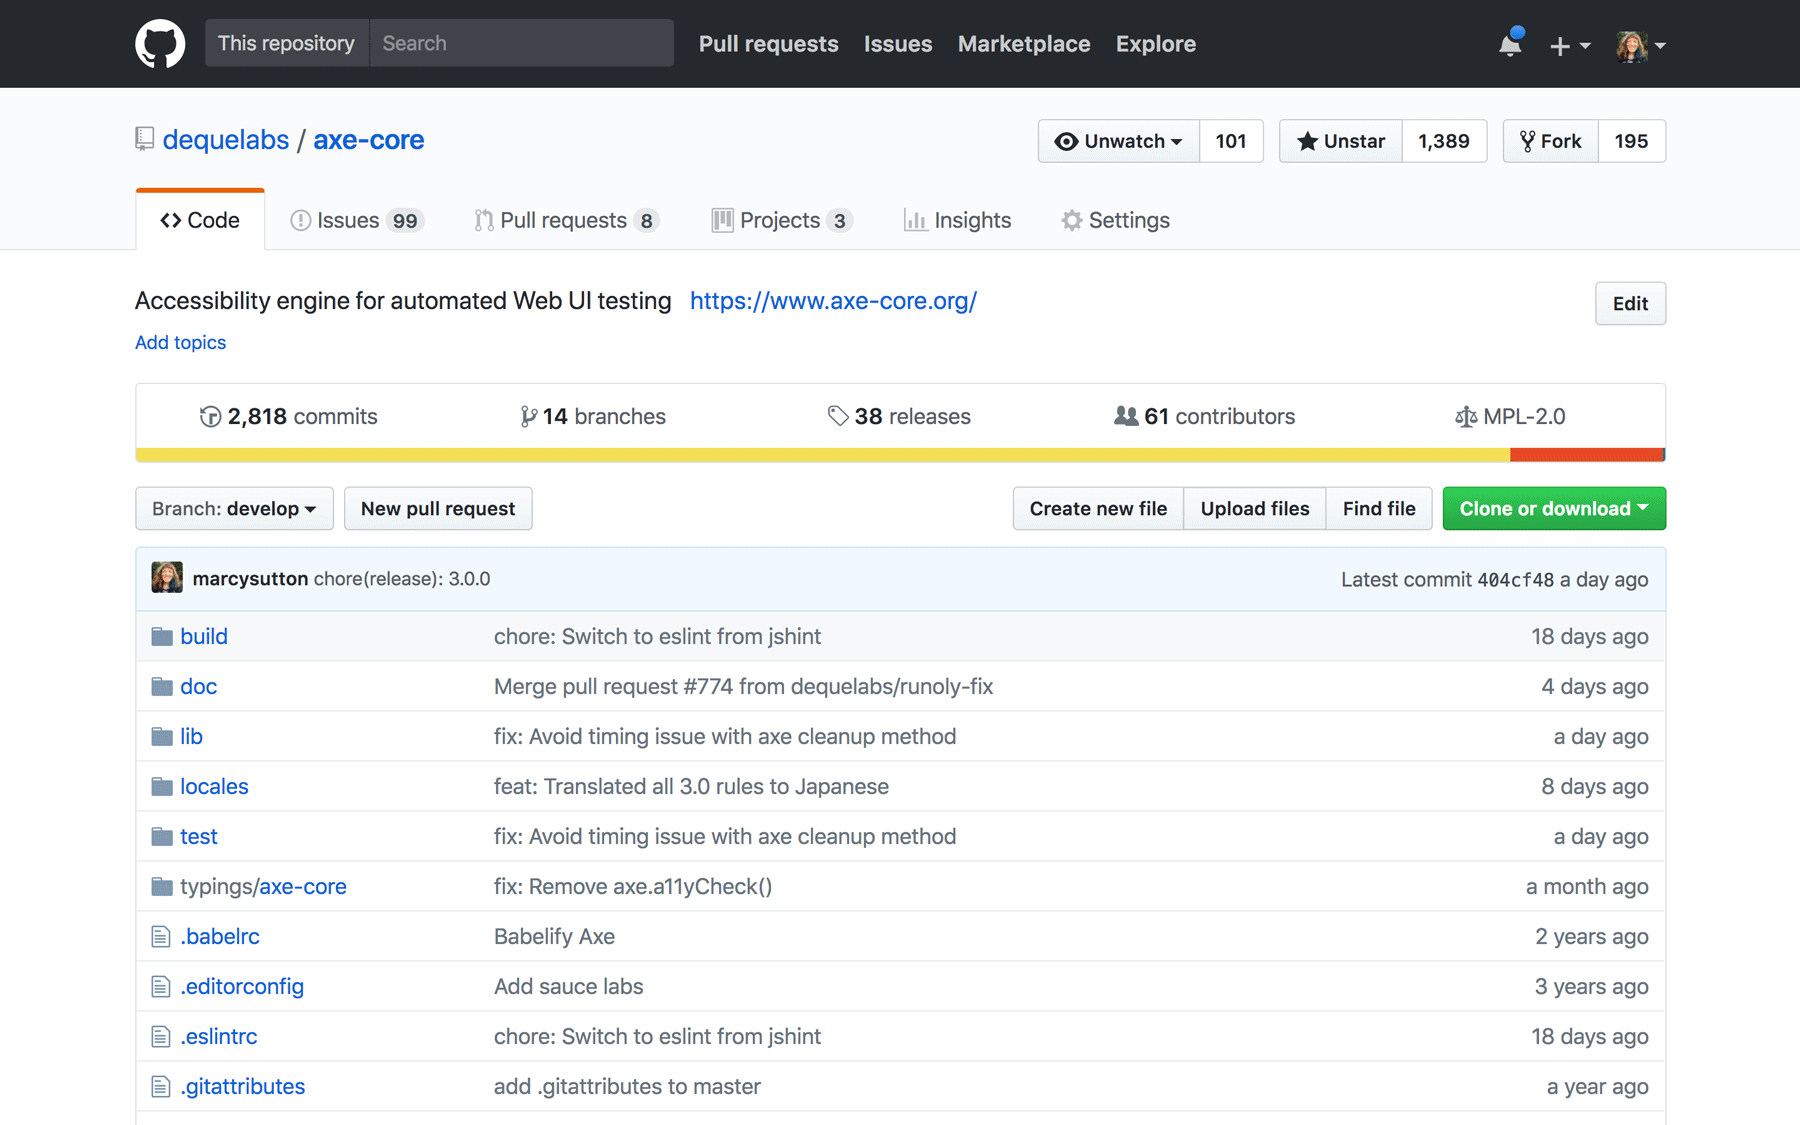 This repository Search Pull requests Issues Marketplace Explore
dequelabs / axe-core Unwatch 101 Unstar 1,389 Fork 195
Code Issues 99 Pull requests 8 Projects 3 Insights Settings
Accessibility engine for automated Web UI testing https://www.axe-core.org/ Edit
Add topics
2,818 commits 14 branches 38 releases 61 contributors MPL-2.0
Branch: develop New pull request Create new file Upload files Find file Clone or download
marcysutton chore(release): 3.0.0 Latest commit 404cf48 a day ago
build chore: Switch to eslint from jshint 18 days ago
doc Merge pull request #774 from dequelabs/runoly-fix 4 days ago
lib fix: Avoid timing issue with axe cleanup method a day ago
locales feat: Translated all 3.0 rules to Japanese 8 days ago
test fix: Avoid timing issue with axe cleanup method a day ago
typings/axe-core fix: Remove axe.a11yCheck() a month ago
.babelrc Babelify Axe 2 years ago
.editorconfig Add sauce labs 3 years ago
.eslintrc chore: Switch to eslint from jshint 18 days ago
.gitattributes add .gitattributes to master a year ago